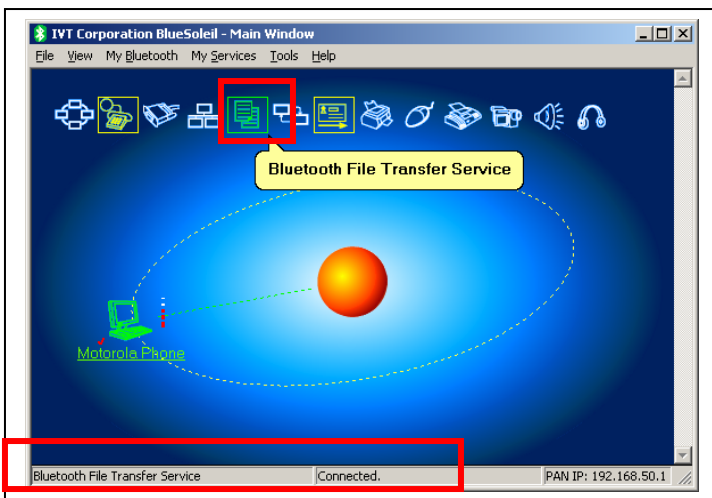 IVT Corporation BlueSoleil - Main Window
File View My Bluetooth My Services Tools Help
Bluetooth File Transfer Service
Motorola Phone
Bluetooth File Transfer Service Connected. PAN IP: 192.168.50.1